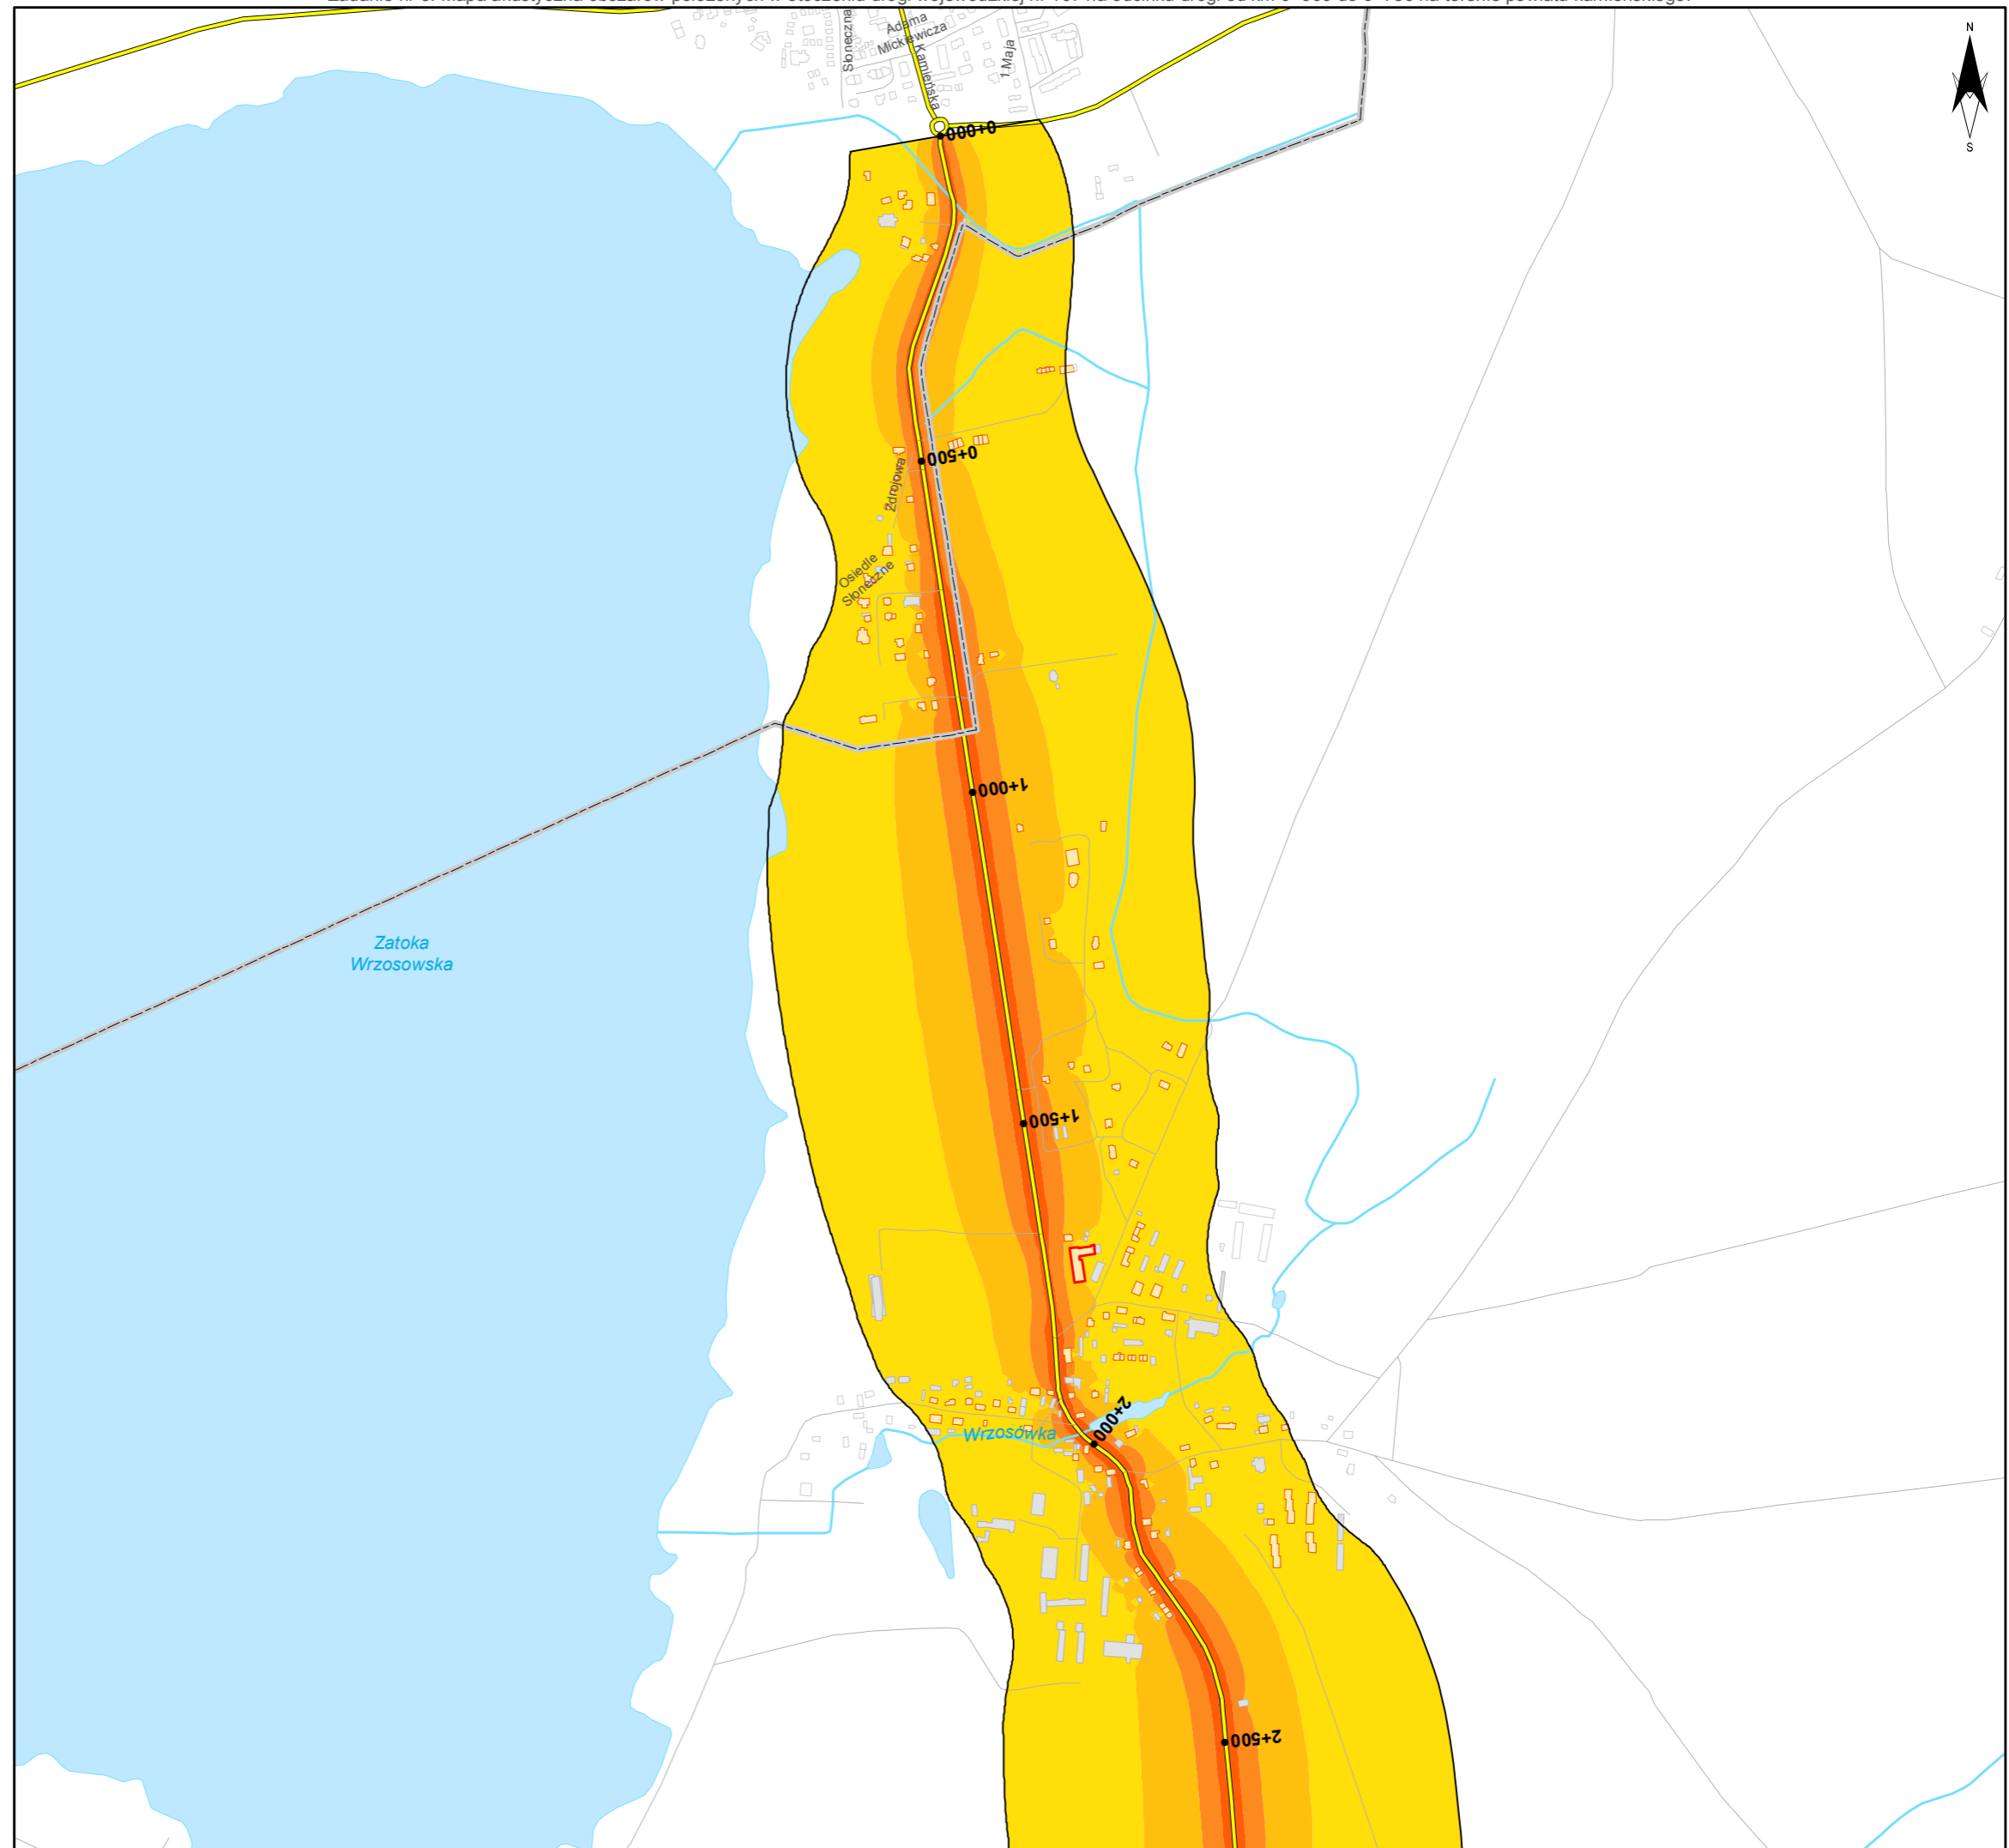 Słoneczna
Adama
Mickiewicza
Kamieńska
1 Maja
N
S
0+000
0+500
Zdrojowa
Osiedle
Słoneczne
1+000
Zatoka
Wrzosowska
1+500
2+000
Wrzosówka
2+500